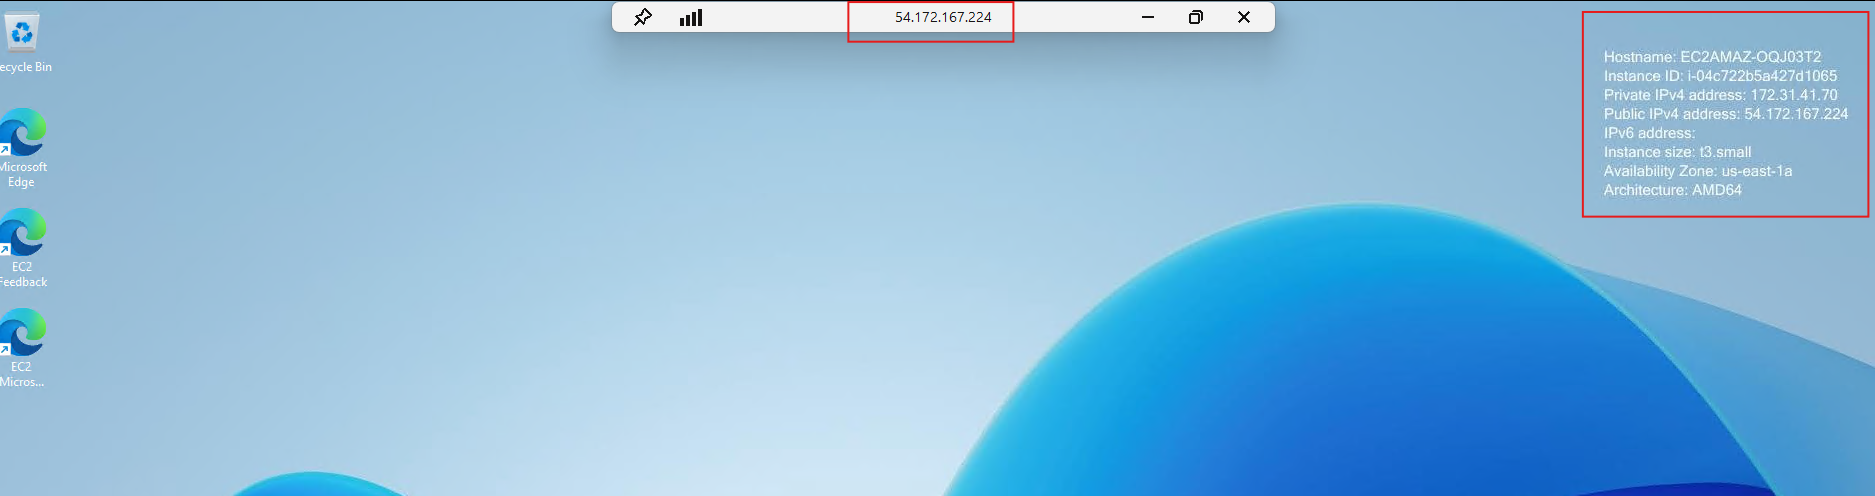 54.172.167.224
ecycle Bin
Microsoft
Edge
EC2
Feedback
EC2
Micros...
Hostname: EC2AMAZ-OQJ03T2
Instance ID: i-04c722b5a427d1065
Private IPv4 address: 172.31.41.70
Public IPv4 address: 54.172.167.224
IPv6 address:
Instance size: t3.small
Availability Zone: us-east-1a
Architecture: AMD64